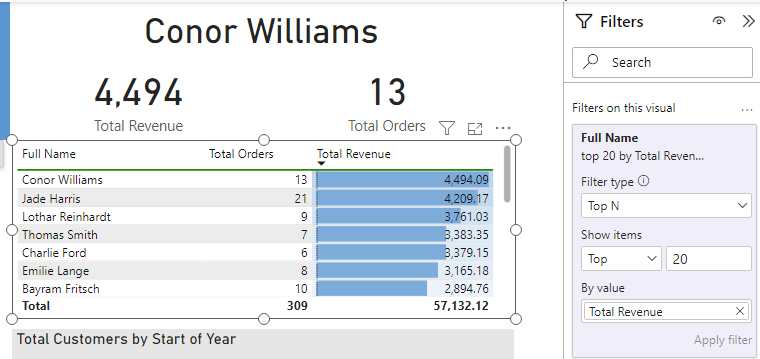 Conor Williams
4,494
Total Revenue
13
Total Orders
Full Name Total Orders Total Revenue
Conor Williams 13 4,494.09
Jade Harris 21 4,209.17
Lothar Reinhardt 9 3,761.03
Thomas Smith 7 3,383.35
Charlie Ford 6 3,379.15
Emilie Lange 8 3,165.18
Bayram Fritsch 10 2,894.76
Total 309 57,132.12
Total Customers by Start of Year
Filters
Search
Filters on this visual
Full Name
top 20 by Total Reven...
Filter type
Top N
Show items
Top 20
By value
Total Revenue
Apply filter